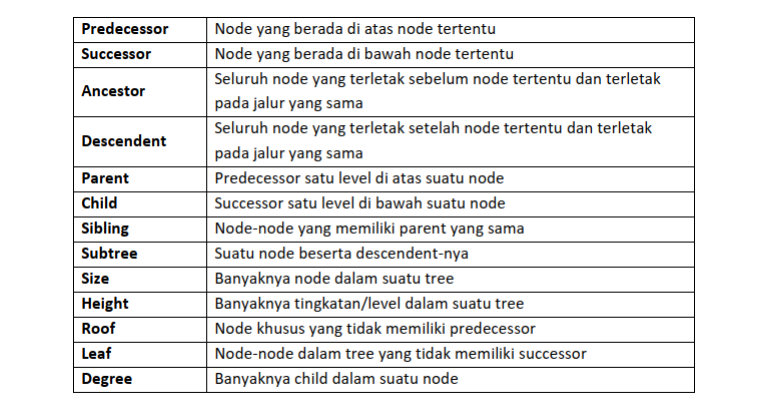 Predecessor Node yang berada di atas node tertentu
Successor Node yang berada di bawah node tertentu
Ancestor Seluruh node yang terletak sebelum node tertentu dan terletak
pada jalur yang sama
Descendent Seluruh node yang terletak setelah node tertentu dan terletak
pada jalur yang sama
Parent Predecessor satu level di atas suatu node
Child Successor satu level di bawah suatu node
Sibling Node-node yang memiliki parent yang sama
Subtree Suatu node beserta descendent-nya
Size Banyaknya node dalam suatu tree
Height Banyaknya tingkatan/level dalam suatu tree
Roof Node khusus yang tidak memiliki predecessor
Leaf Node-node dalam tree yang tidak memiliki successor
Degree Banyaknya child dalam suatu node